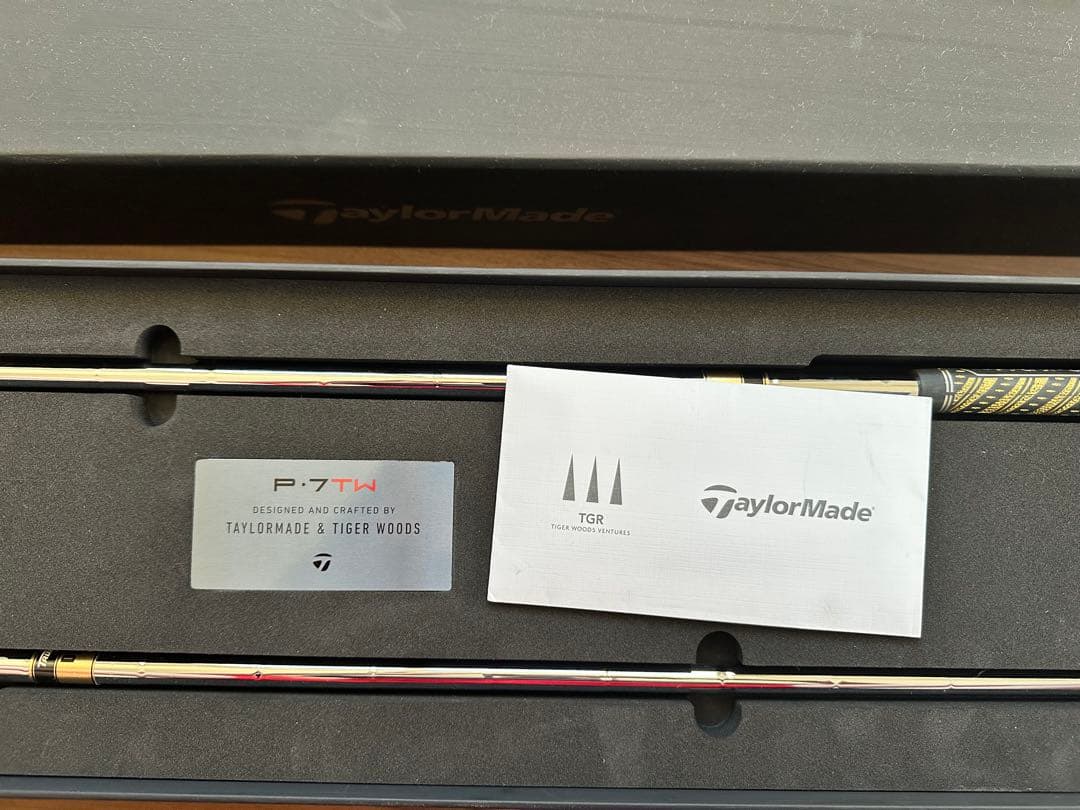 TaylorMade
P·7TW
DESIGNED AND CRAFTED BY
TAYLORMADE & TIGER WOODS
TGR
TIGER WOODS VENTURES
TaylorMade